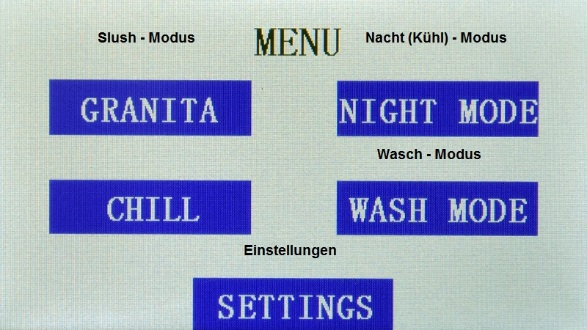 Slush - Modus
MENU
Nacht (Kühl) - Modus
GRANITA
NIGHT MODE
Wasch - Modus
CHILL
WASH MODE
Einstellungen
SETTINGS